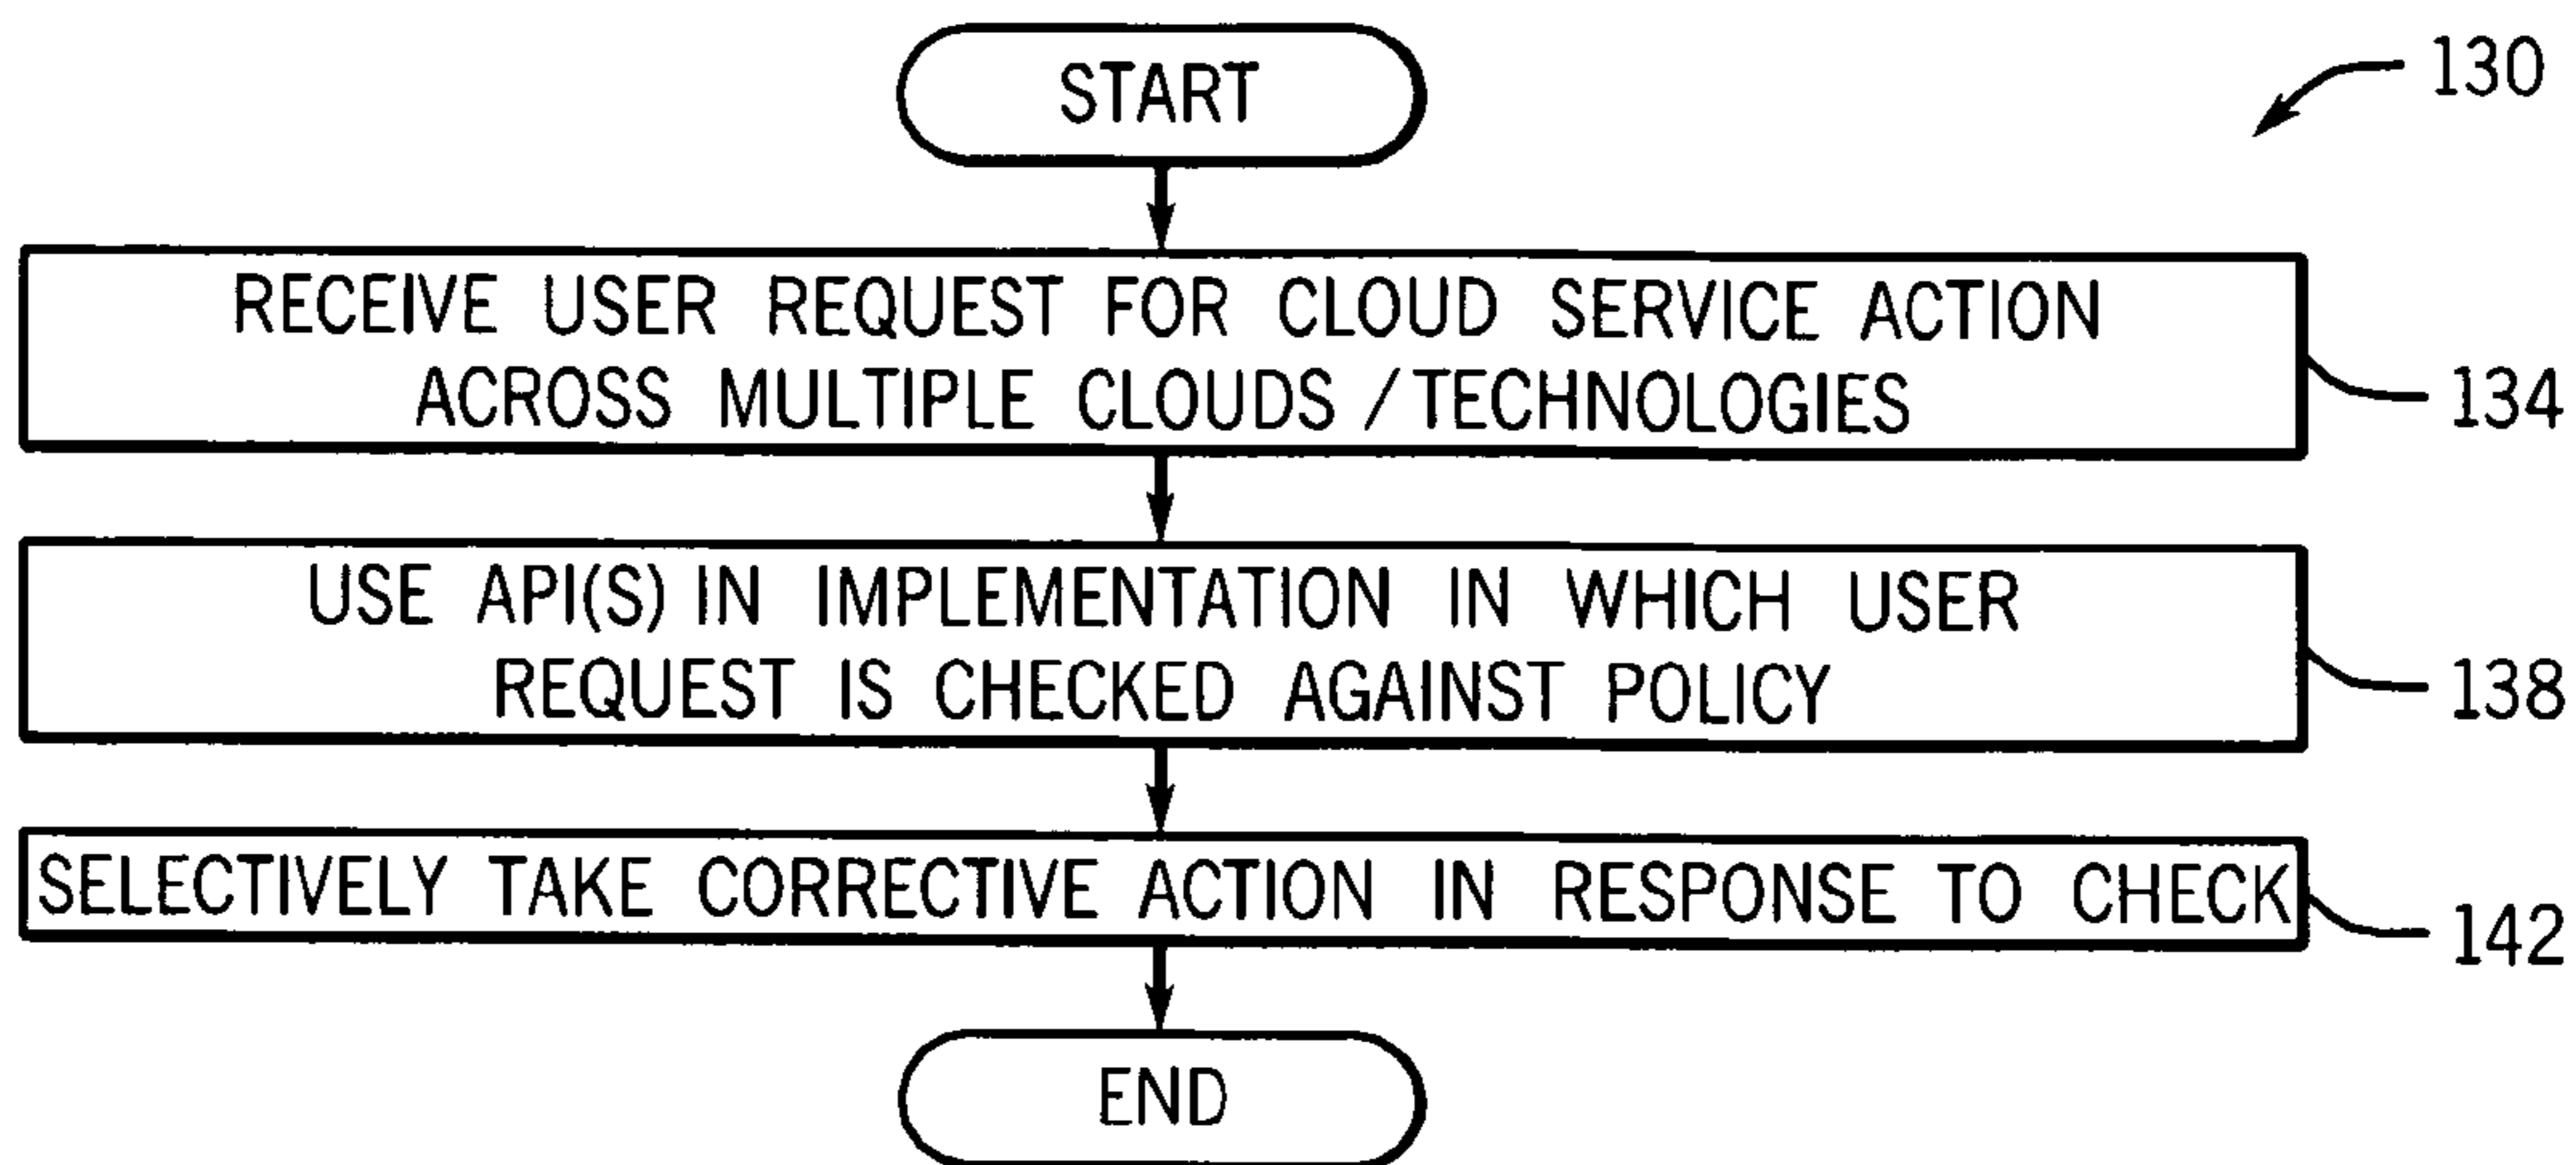 START
130
RECEIVE USER REQUEST FOR CLOUD SERVICE ACTION
ACROSS MULTIPLE CLOUDS / TECHNOLOGIES
134
USE API(S) IN IMPLEMENTATION IN WHICH USER
REQUEST IS CHECKED AGAINST POLICY
138
SELECTIVELY TAKE CORRECTIVE ACTION IN RESPONSE TO CHECK
142
END